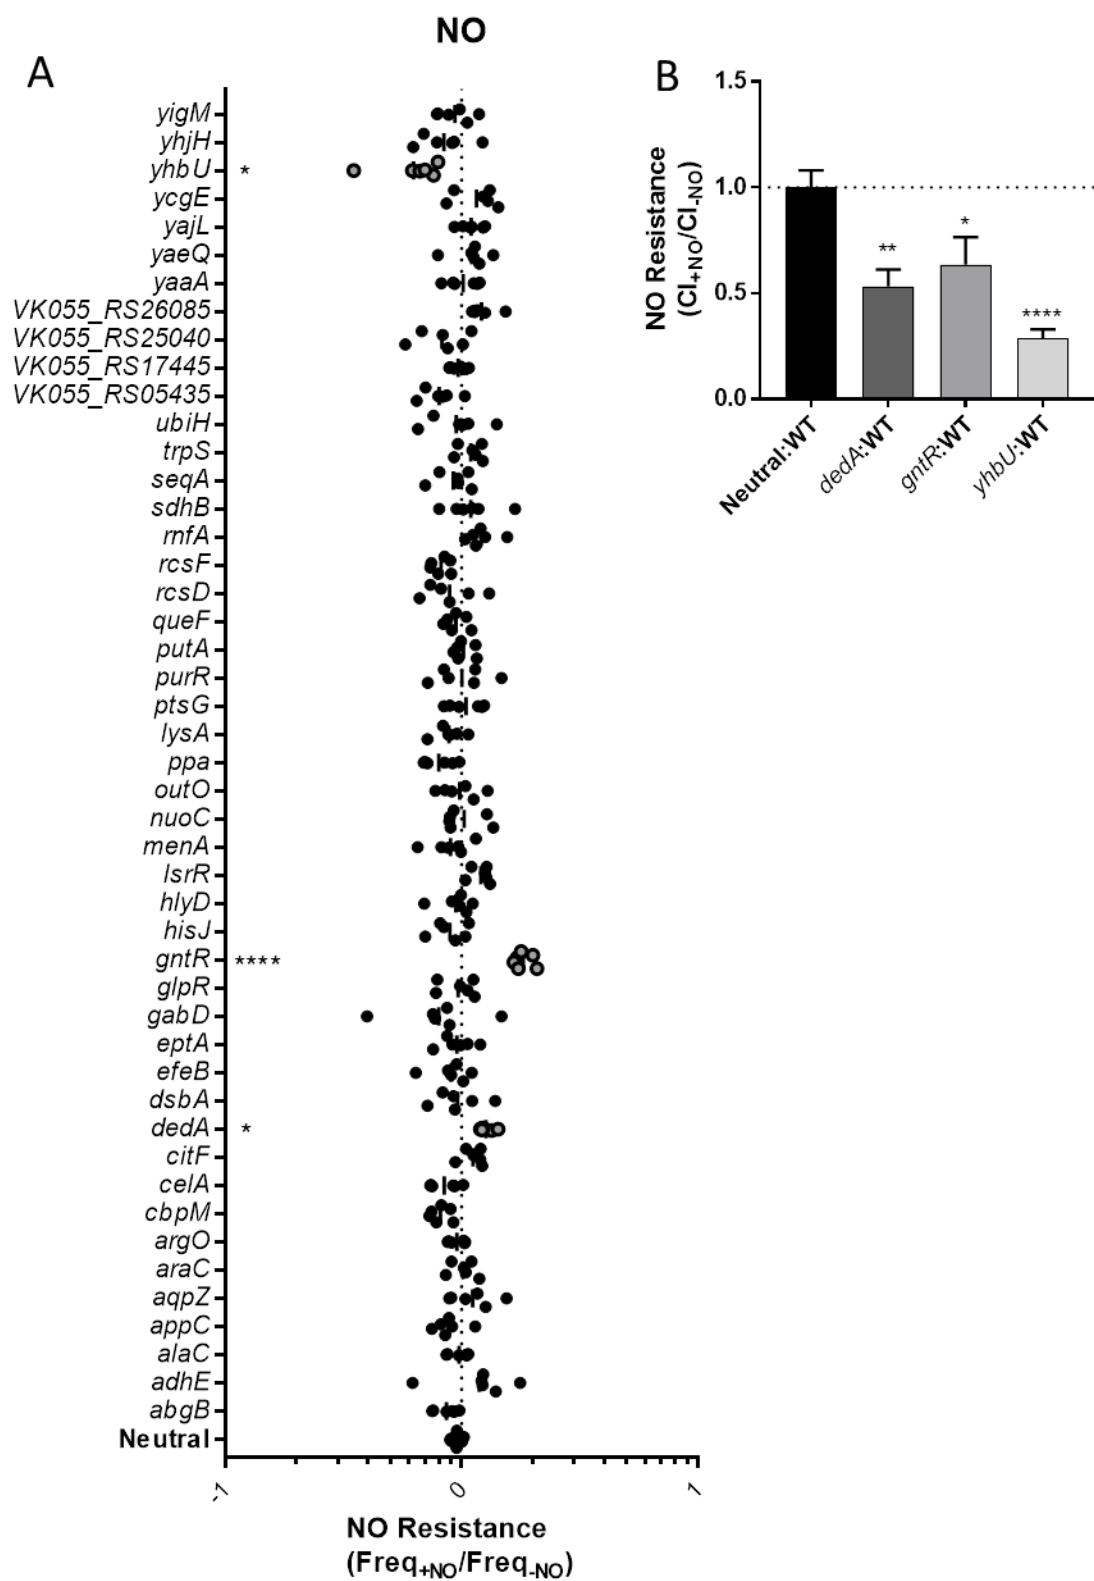 NO
A
yigM
yhjH
yhbU *
ycgE
yajL
yaeQ
yaaA
VK055_RS26085
VK055_RS25040
VK055_RS17445
VK055_RS05435
ubiH
trpS
seqA
sdhB
rnfA
rcsF
rcsD
queF
putA
purR
ptsG
lysA
ppa
outO
nuoC
menA
lsrR
hlyD
hisJ
gntR ****
glpR
gabD
eptA
efeB
dsbA
dedA *
citF
celA
cbpM
argO
araC
aqpZ
appC
alaC
adhE
abgB
Neutral
-1 0 1
NO Resistance
(Freq+NO/Freq-NO)
B
NO Resistance
(CI+NO/CI-NO)
1.5
1.0
0.5
0.0
** * ****
Neutral:WT
dedA:WT
gntR:WT
yhbU:WT